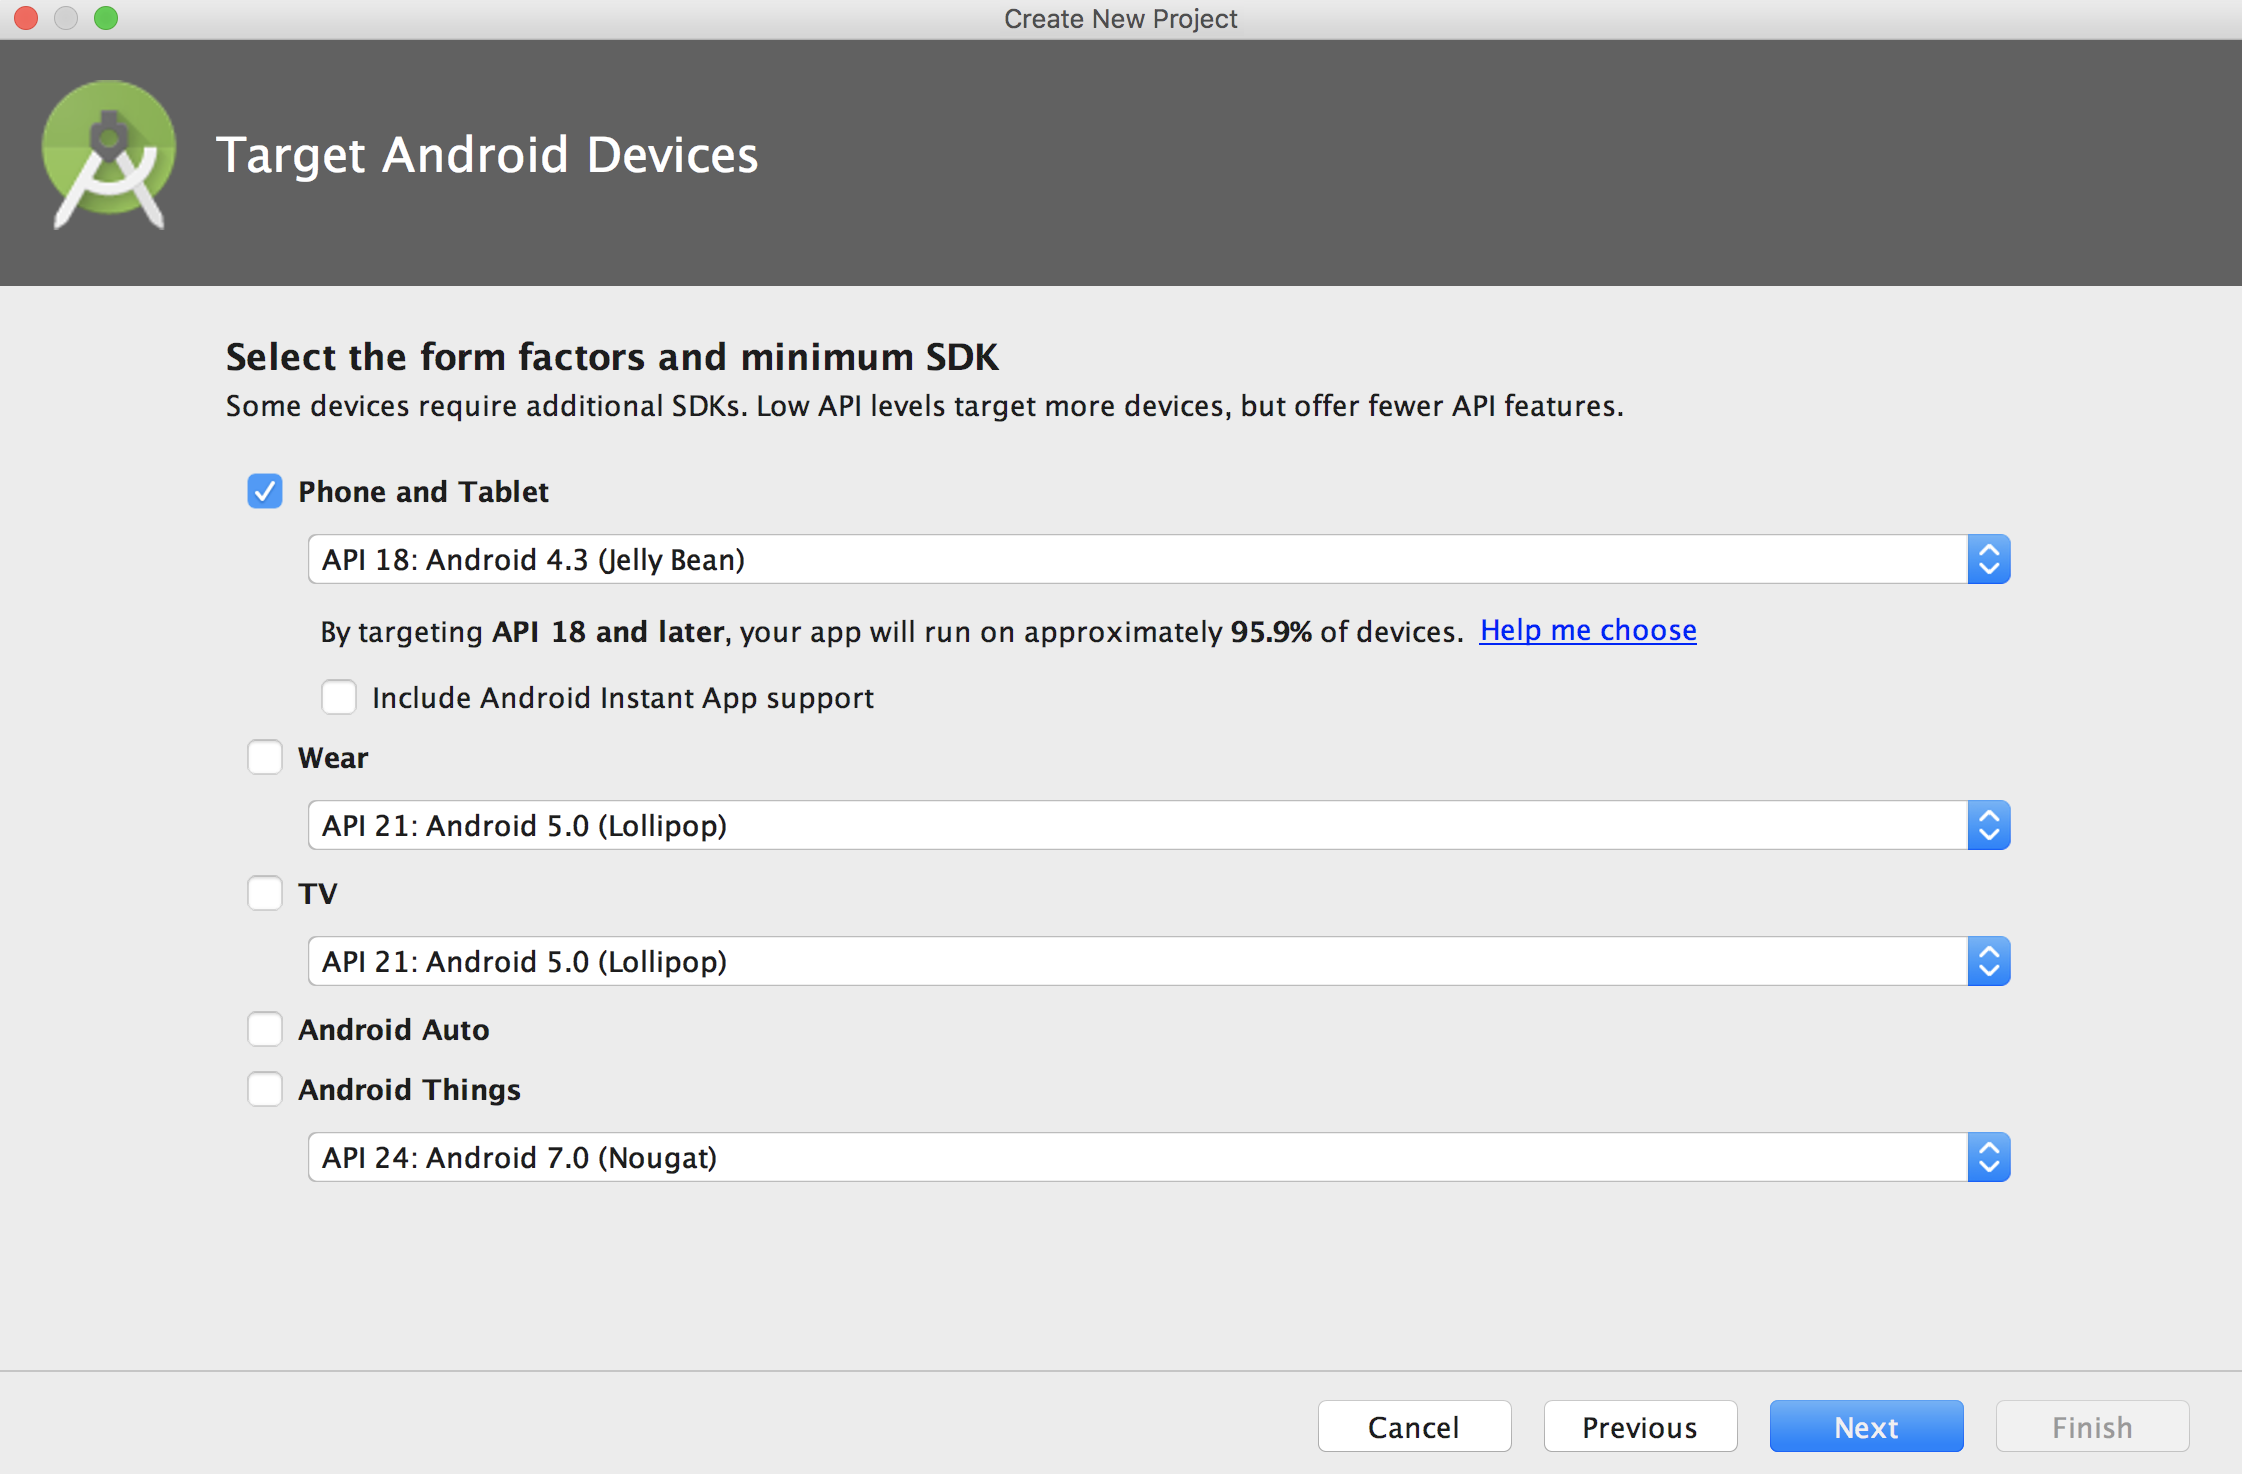 Create New Project
Target Android Devices
Select the form factors and minimum SDK
Some devices require additional SDKs. Low API levels target more devices, but offer fewer API features.
Phone and Tablet
API 18: Android 4.3 (Jelly Bean)
By targeting API 18 and later, your app will run on approximately 95.9% of devices. Help me choose
Include Android Instant App support
Wear
API 21: Android 5.0 (Lollipop)
TV
API 21: Android 5.0 (Lollipop)
Android Auto
Android Things
API 24: Android 7.0 (Nougat)
Cancel Previous Next Finish